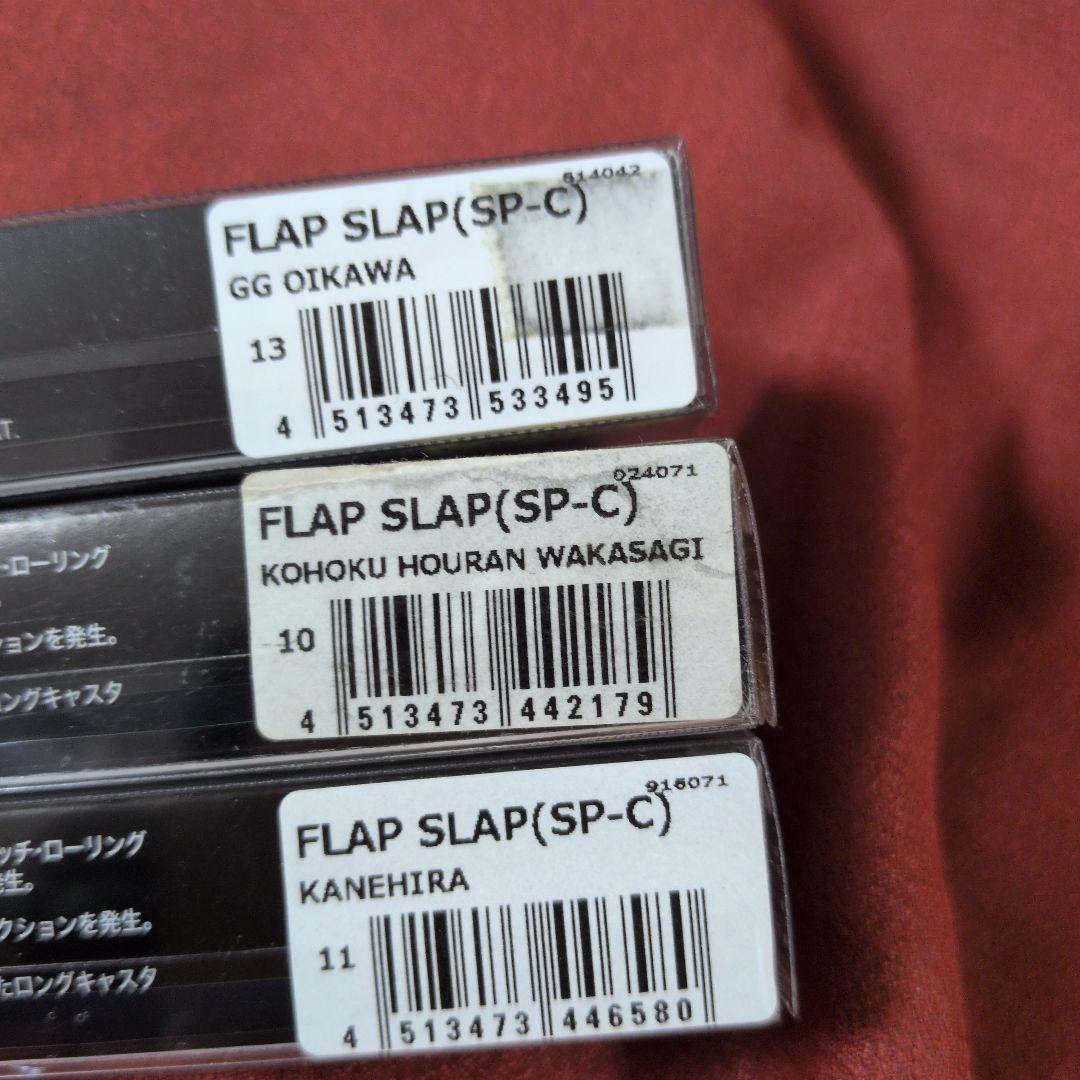 614042
FLAP SLAP(SP-C)
GG OIKAWA
13
4 513473 533495
T.
024071
FLAP SLAP(SP-C)
KOHOKU HOURAN WAKASAGI
10
4 513473 442179
・ローリング
ションを発生。
ングキャスタ
916071
FLAP SLAP(SP-C)
KANEHIRA
11
4 513473 446580
ッチ・ローリング
発生。
クションを発生。
たロングキャスタ